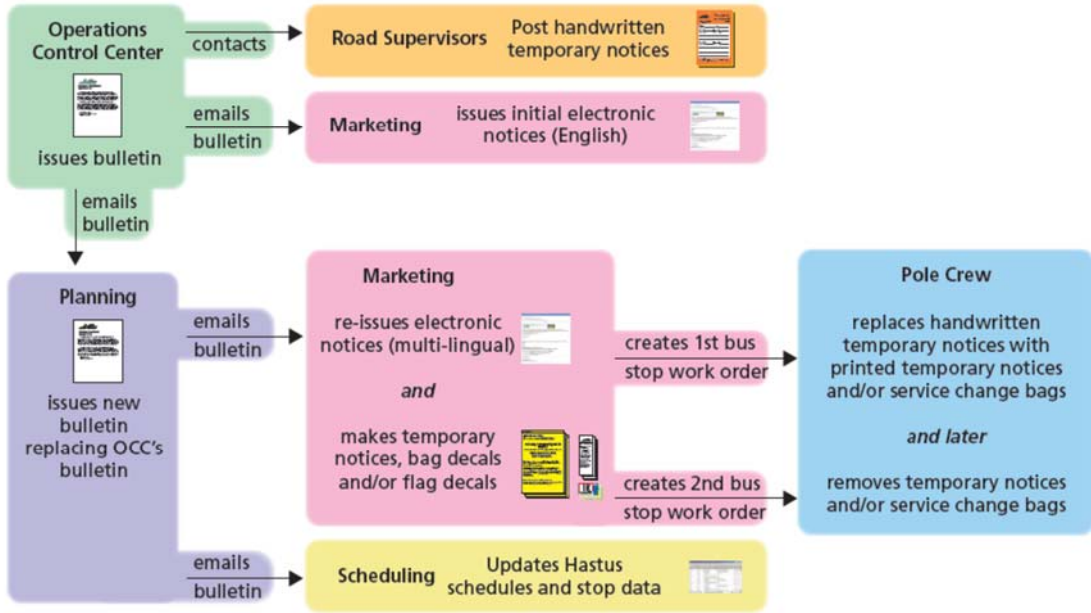 Operations
Control Center
issues bulletin
contacts
Road Supervisors
Post handwritten
temporary notices
emails
bulletin
Marketing
issues initial electronic
notices (English)
emails
bulletin
Planning
issues new
bulletin
replacing OCC's
bulletin
emails
bulletin
Marketing
re-issues electronic
notices (multi-lingual)
and
makes temporary
notices, bag decals
and/or flag decals
creates 1st bus
stop work order
creates 2nd bus
stop work order
Pole Crew
replaces handwritten
temporary notices with
printed temporary notices
and/or service change bags
and later
removes temporary notices
and/or service change bags
emails
bulletin
Scheduling
Updates Hastus
schedules and stop data